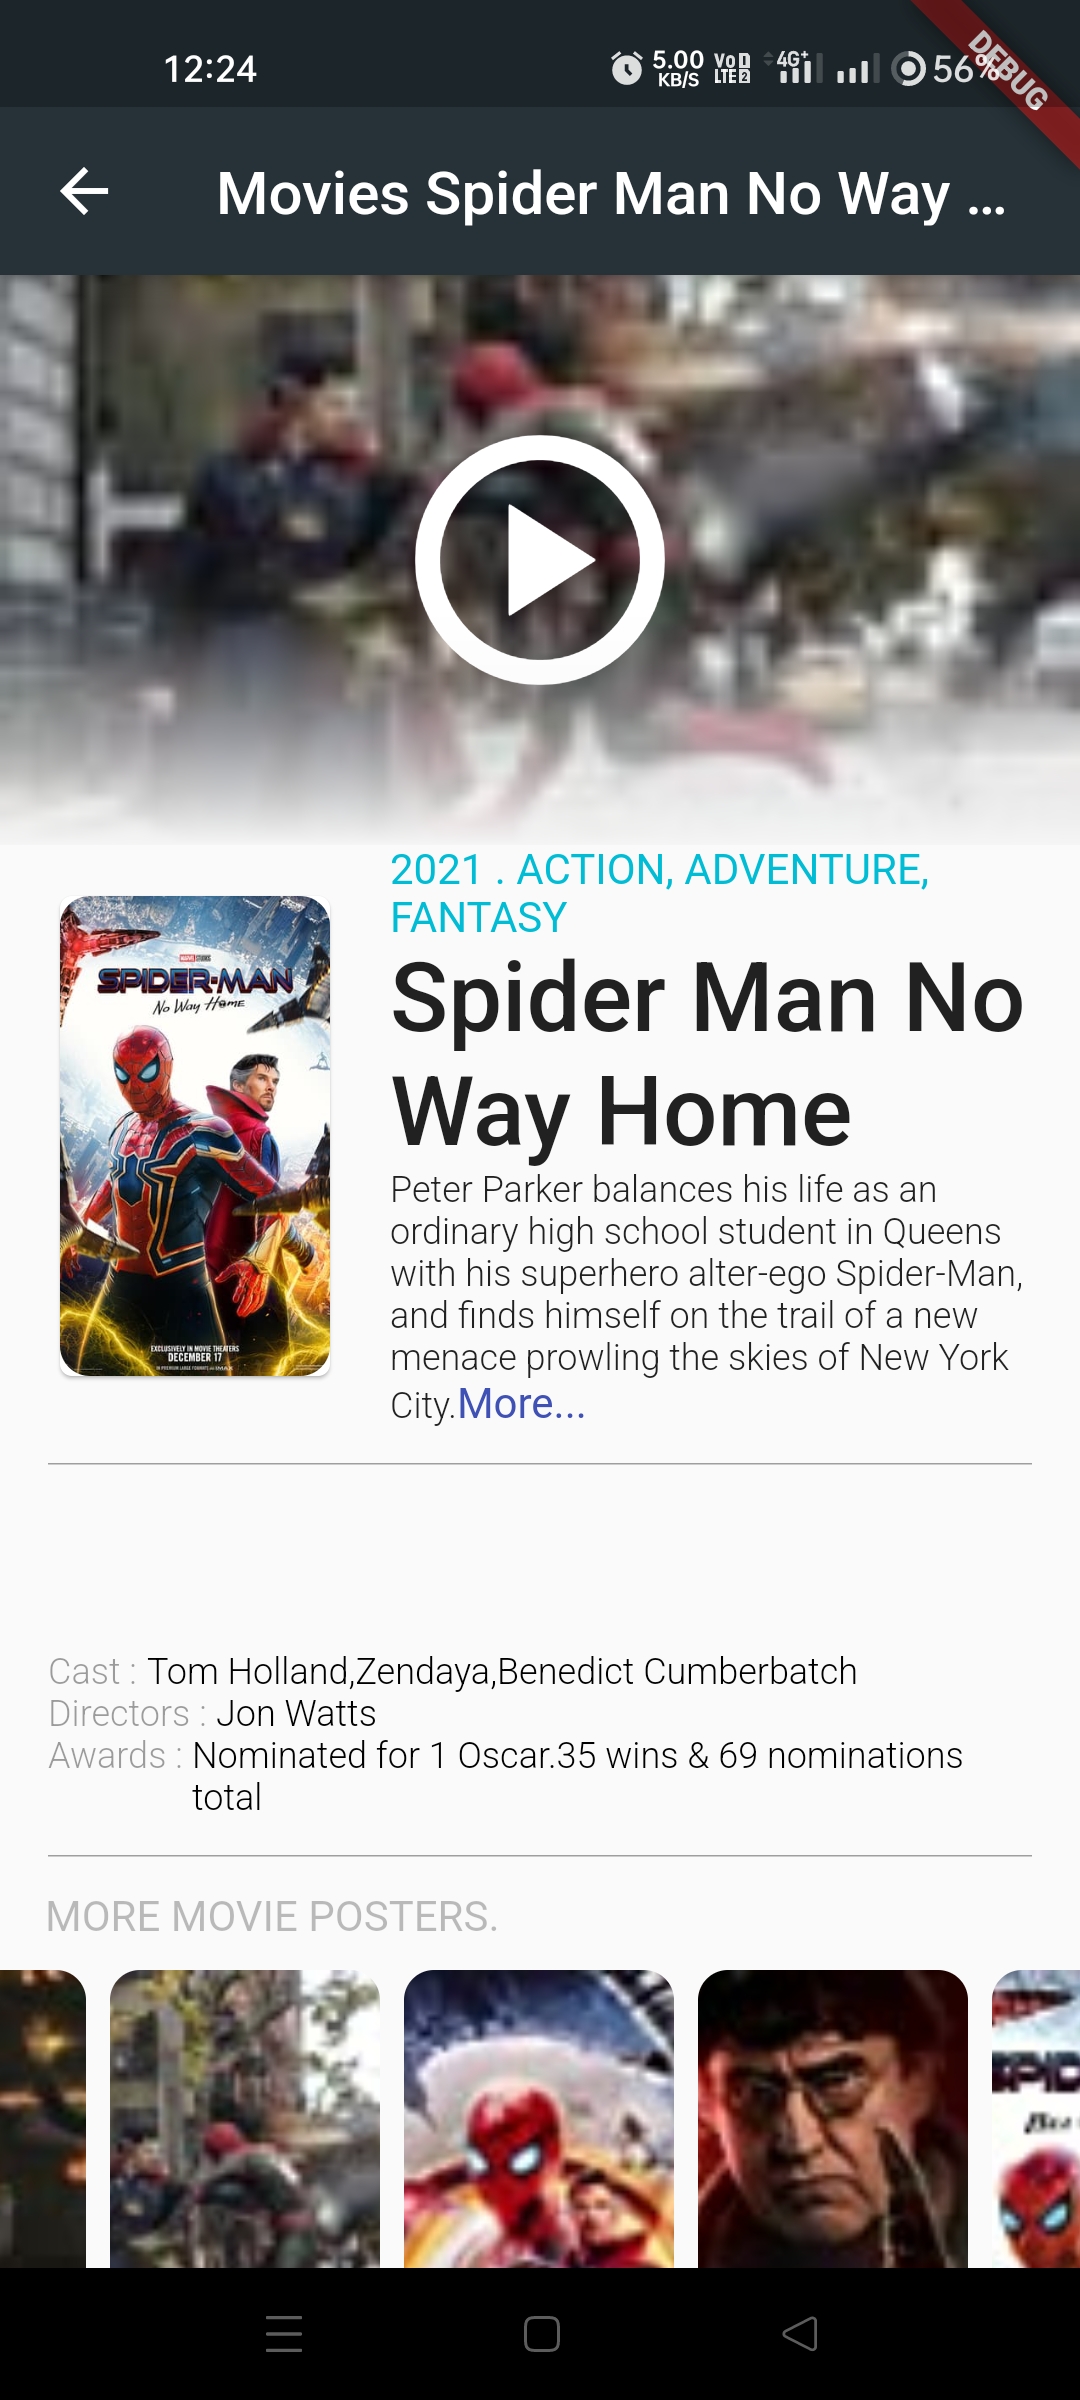 12:24
5.00 KB/S
VoD LTE2
4G+
56%
DEBUG
Movies Spider Man No Way ...
2021 . ACTION, ADVENTURE,
FANTASY
Spider Man No
Way Home
Peter Parker balances his life as an
ordinary high school student in Queens
with his superhero alter-ego Spider-Man,
and finds himself on the trail of a new
menace prowling the skies of New York
City.More...
MARVEL STUDIOS
SPIDER-MAN
No Way Home
EXCLUSIVELY IN MOVIE THEATERS
DECEMBER 17
Cast : Tom Holland,Zendaya,Benedict Cumberbatch
Directors : Jon Watts
Awards : Nominated for 1 Oscar.35 wins & 69 nominations
total
MORE MOVIE POSTERS.